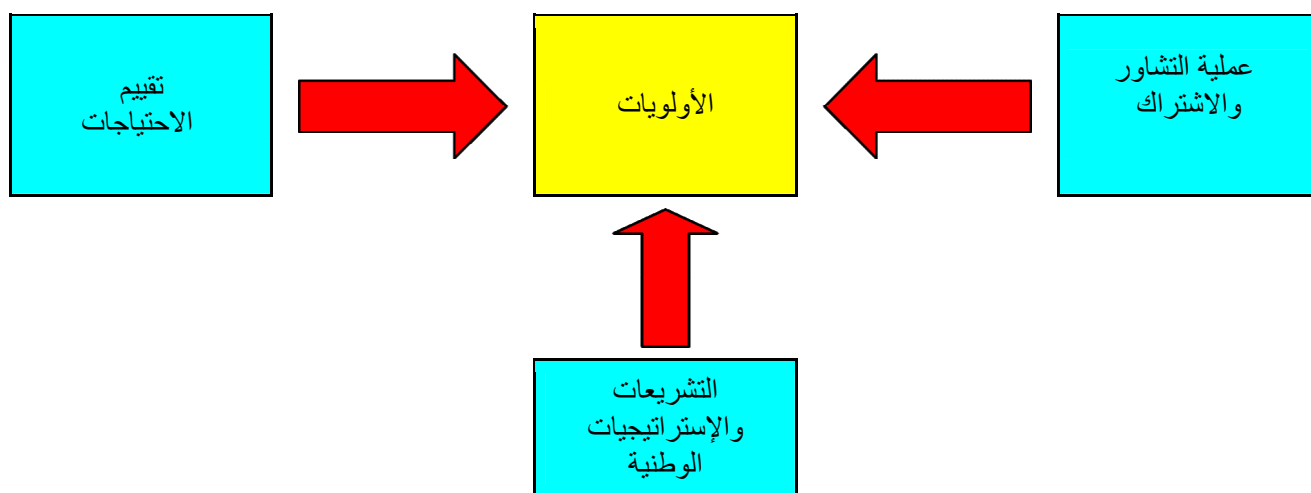 عملية التشاور
والاشتراك
الأولويات
تقييم
الاحتياجات
التشريعات
والإستراتيجيات
الوطنية